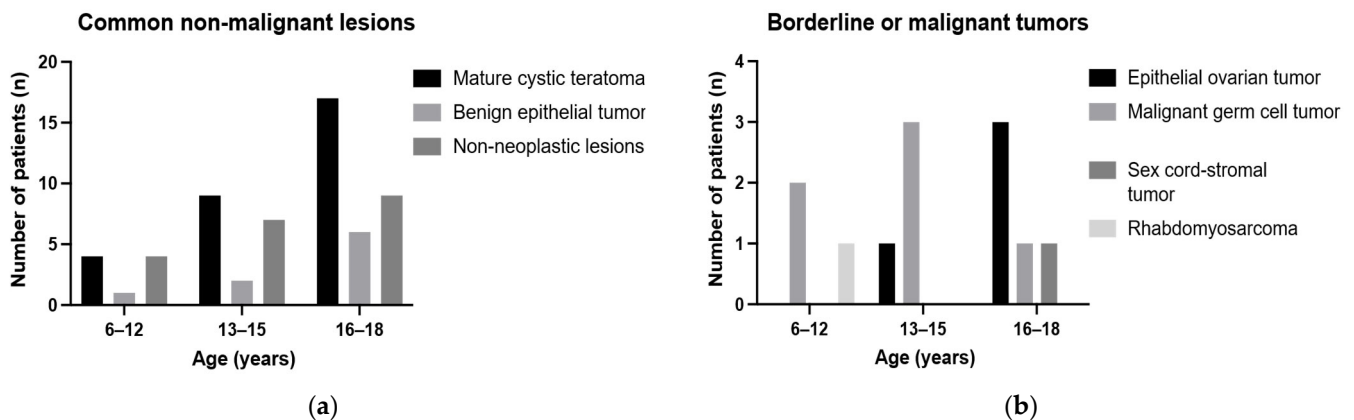 Common non-malignant lesions
Number of patients (n)
20
15
10
5
0
6–12
13–15
16–18
Age (years)
Mature cystic teratoma
Benign epithelial tumor
Non-neoplastic lesions
(a)
Borderline or malignant tumors
Number of patients (n)
4
3
2
1
0
6–12
13–15
16–18
Age (years)
Epithelial ovarian tumor
Malignant germ cell tumor
Sex cord-stromal
tumor
Rhabdomyosarcoma
(b)